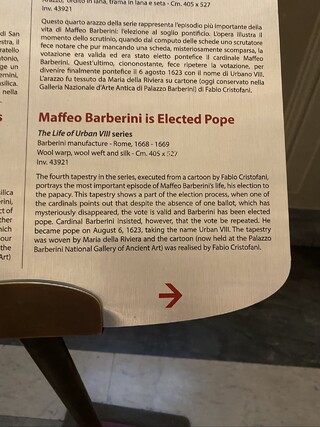 ordito in lana, trama in lana e seta - Cm. 405 x 527
inv. 43921
Questo quarto arazzo della serie rappresenta l'episodio più importante della
vita di Maffeo Barberini: l'elezione al soglio pontificio. L'opera illustra il
momento dello scrutinio, quando dal computo delle schede uno scrutatore
fece notare che pur mancando una scheda, misteriosamente scomparsa, la
votazione era valida ed era stato eletto pontefice il cardinale Maffeo
Barberini. Quest'ultimo, ciononostante, fece ripetere la votazione, per
divenire finalmente pontefice il 6 agosto 1623 con il nome di Urbano VIII.
L'arazzo fu tessuto da Maria della Riviera su cartone (oggi conservato nella
Galleria Nazionale d'Arte Antica di Palazzo Barberini) di Fabio Cristofani.
Maffeo Barberini is Elected Pope
The Life of Urban VIII series
Barberini manufacture - Rome, 1668 - 1669
Wool warp, wool weft and silk - Cm. 405 x 527
inv. 43921
The fourth tapestry in the series, executed from a cartoon by Fabio Cristofani,
portrays the most important episode of Maffeo Barberini's life, his election
to the papacy. This tapestry shows a part of the election process, when one of
the cardinals points out that despite the absence of one ballot, which has
mysteriously disappeared, the vote is valid and Barberini has been elected
pope. Cardinal Barberini insisted, however, that the vote be repeated. He
became pope on August 6, 1623, taking the name Urban VIII. The tapestry
was woven by Maria della Riviera and the cartoon (now held at the Palazzo
Barberini National Gallery of Ancient Art) was realised by Fabio Cristofani.